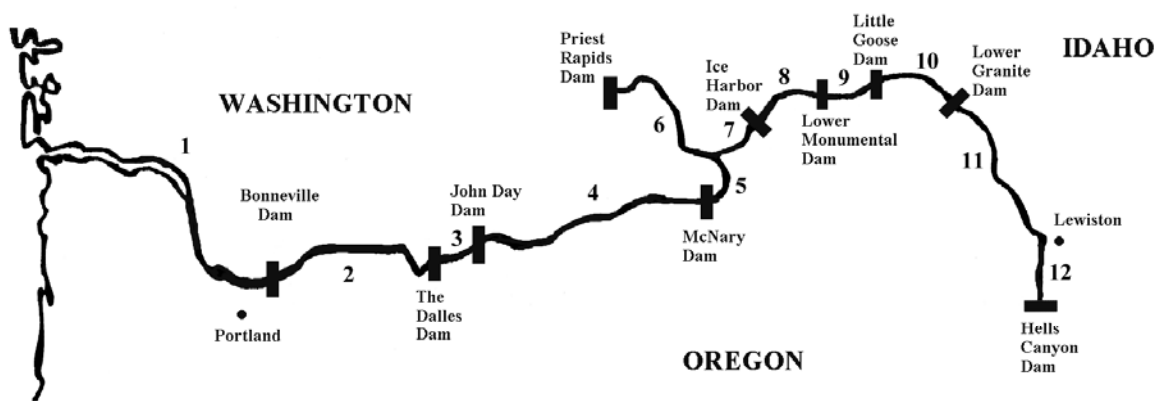 Priest
Rapids
Dam
Little
Goose
Dam
10
Lower
Granite
Dam
IDAHO
Ice
Harbor
Dam
8
9
WASHINGTON
6
7
Lower
Monumental
Dam
1
11
Bonneville
Dam
John Day
Dam
4
5
McNary
Dam
Lewiston
3
2
12
The
Dalles
Dam
Portland
Hells
Canyon
Dam
OREGON